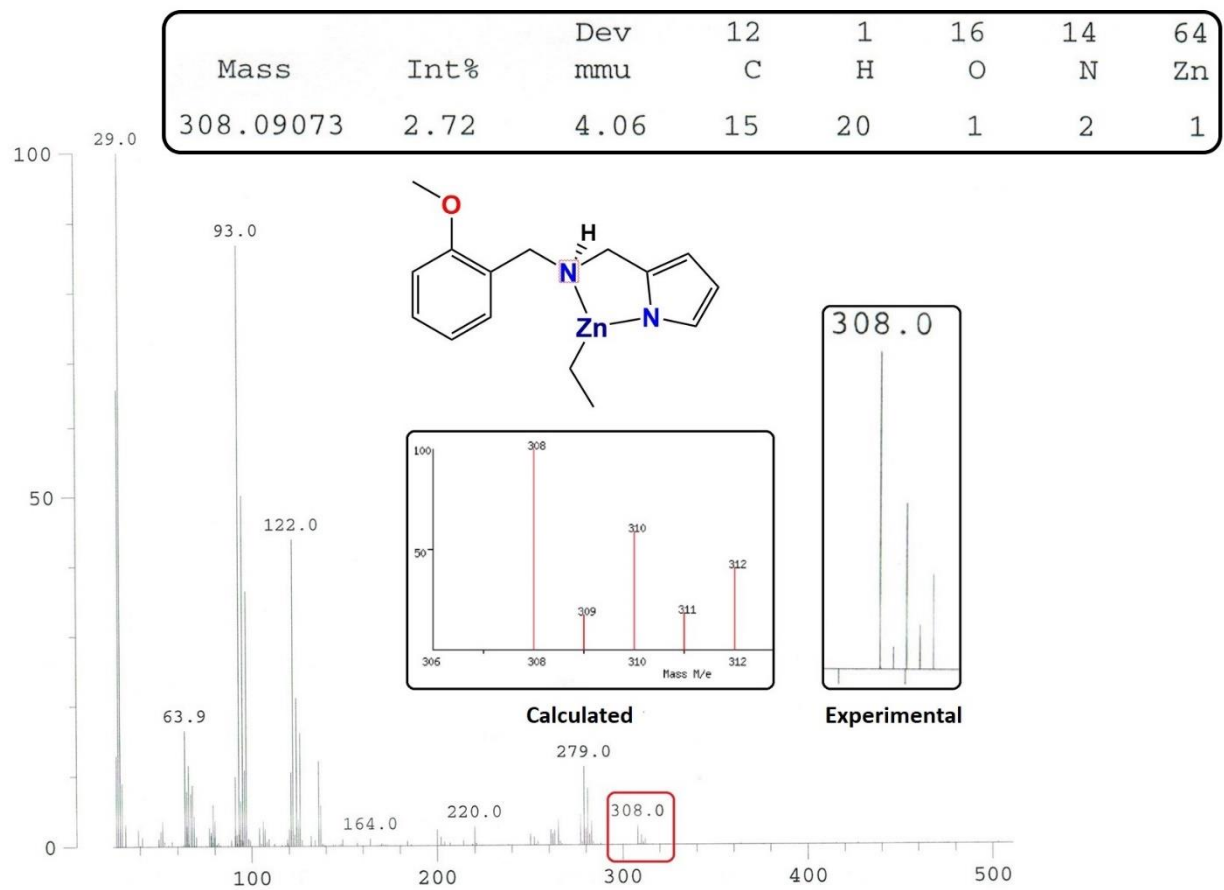 Dev 12 1 16 14 64
Mass Int% mmu C H O N Zn
308.09073 2.72 4.06 15 20 1 2 1
29.0
100
93.0
O
H
N
N
Zn
308.0
50
122.0
100
308
310
50
312
309
311
306 308 310 312
Mass M/e
63.9
Calculated
Experimental
279.0
164.0
220.0
308.0
0
100 200 300 400 500